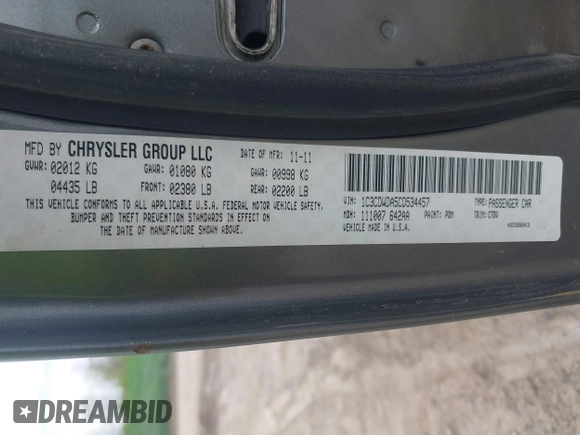 MFD BY CHRYSLER GROUP LLC DATE OF MFR: 11-11
GVWR: 02012 KG GAWR: 01080 KG GAWR: 00998 KG
04435 LB FRONT: 02380 LB REAR: 02200 LB
THIS VEHICLE CONFORMS TO ALL APPLICABLE U.S.A. FEDERAL MOTOR VEHICLE SAFETY,
BUMPER AND THEFT PREVENTION STANDARDS IN EFFECT ON
THE DATE OF MANUFACTURE SHOWN ABOVE.
VIN: 1C3CDWDA5CD534457 TYPE: PASSENGER CAR
MDH: 111007 642AA PAINT: PDM TRIM: CTDV
VEHICLE MADE IN U.S.A.
DREAMBID